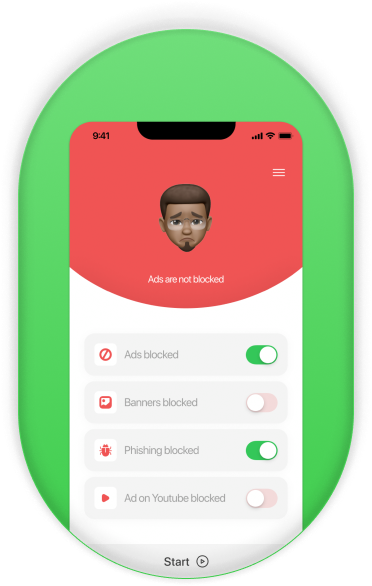 9:41
Ads are not blocked
Ads blocked
Banners blocked
Phishing blocked
Ad on Youtube blocked
Start